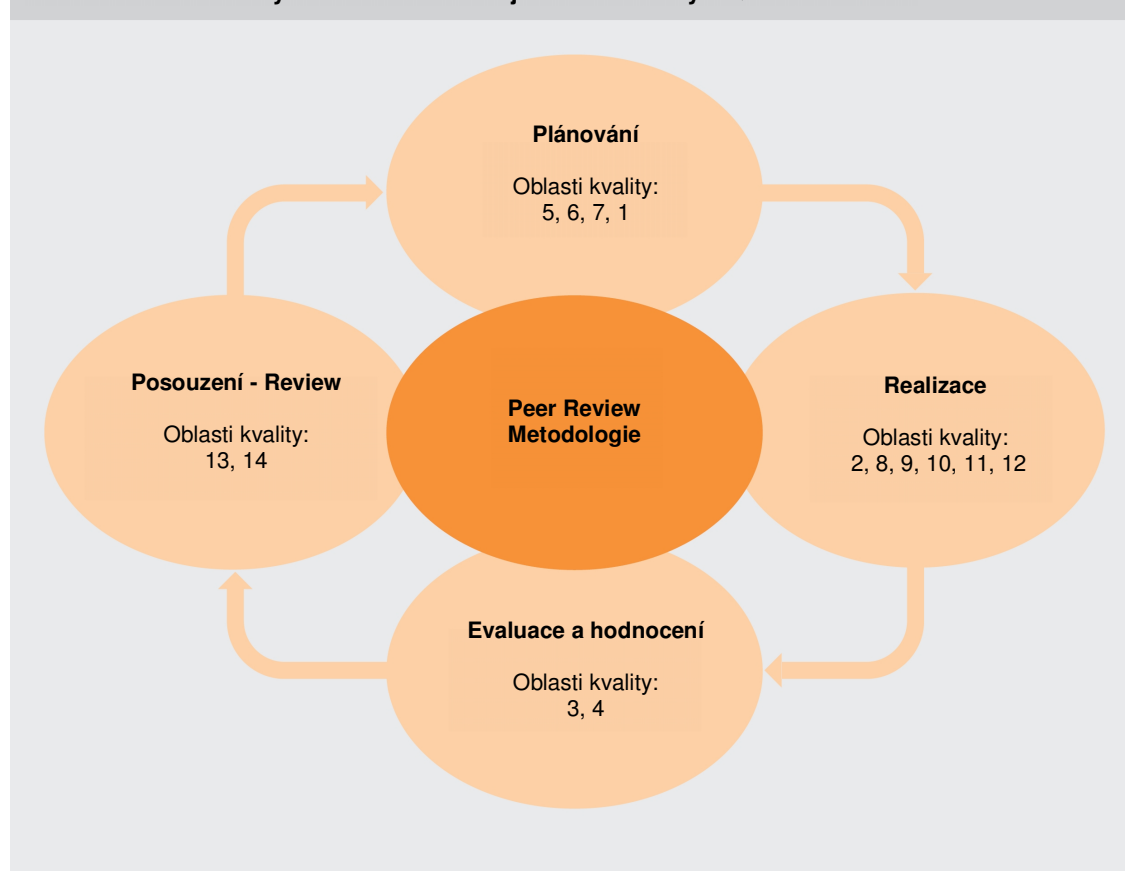 Plánování
Oblasti kvality:
5, 6, 7, 1
Posouzení - Review
Oblasti kvality:
13, 14
Peer Review
Metodologie
Realizace
Oblasti kvality:
2, 8, 9, 10, 11, 12
Evaluace a hodnocení
Oblasti kvality:
3, 4